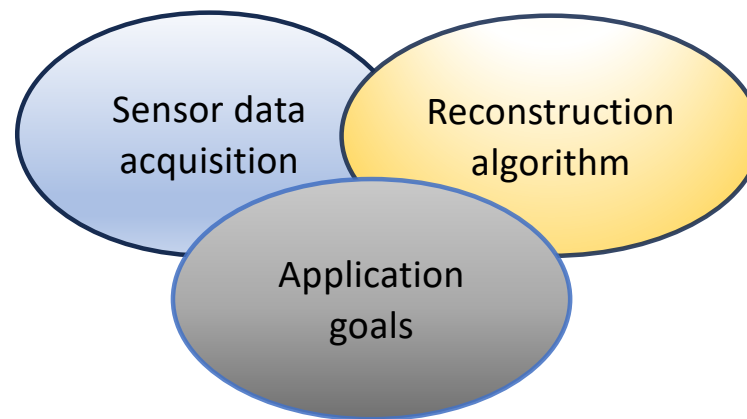 Sensor data
acquisition
Reconstruction
algorithm
Application
goals